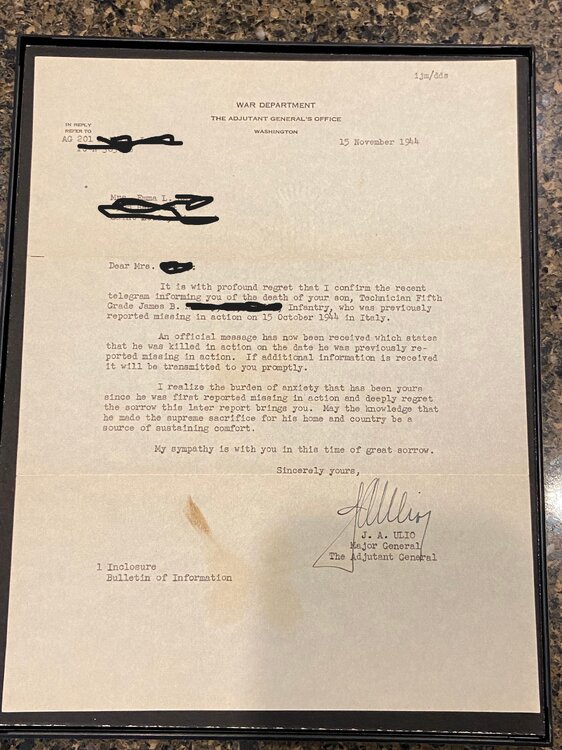 ijm/dds
WAR DEPARTMENT
THE ADJUTANT GENERAL'S OFFICE
WASHINGTON
IN REPLY
REFER TO
AG 201
15 November 1944
Mrs. Emma L.
Dear Mrs.
It is with profound regret that I confirm the recent
telegram informing you of the death of your son, Technician Fifth
Grade James B. Infantry, who was previously
reported missing in action on 15 October 1944 in Italy.
An official message has now been received which states
that he was killed in action on the date he was previously re-
ported missing in action. If additional information is received
it will be transmitted to you promptly.
I realize the burden of anxiety that has been yours
since he was first reported missing in action and deeply regret
the sorrow this later report brings you. May the knowledge that
he made the supreme sacrifice for his home and country be a
source of sustaining comfort.
My sympathy is with you in this time of great sorrow.
Sincerely yours,
J A Ulio
J. A. ULIO
Major General
The Adjutant General
1 Inclosure
Bulletin of Information